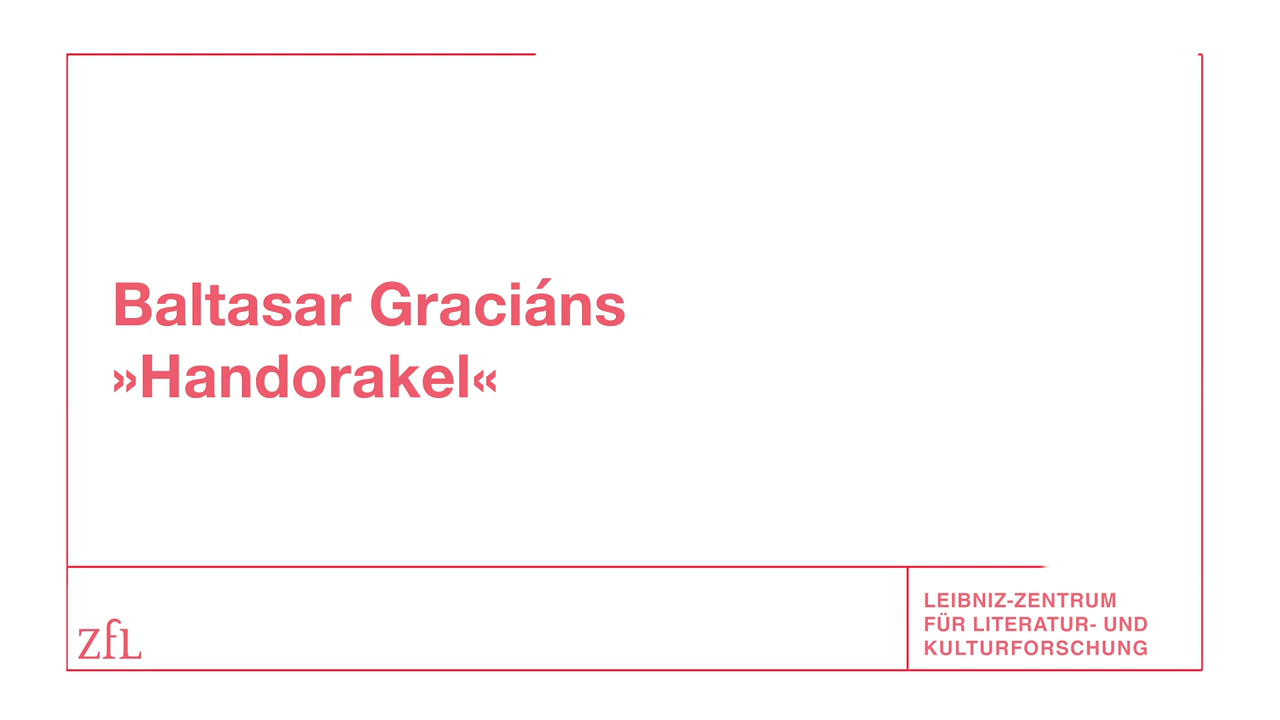 Baltasar Graciáns
»Handorakel«
zfL
LEIBNIZ-ZENTRUM
FÜR LITERATUR- UND
KULTURFORSCHUNG